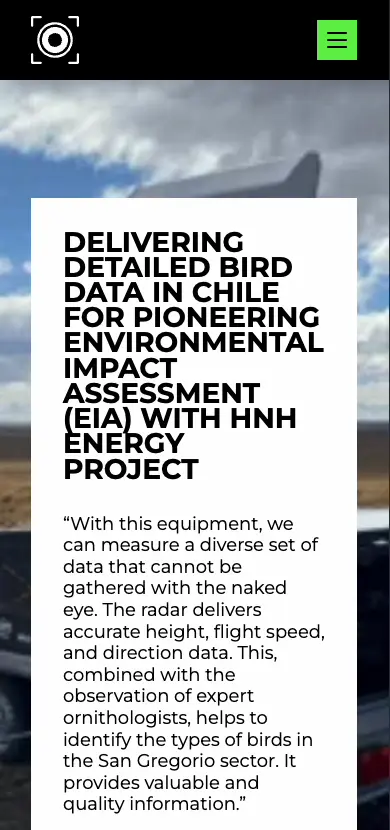 DELIVERING
DETAILED BIRD
DATA IN CHILE
FOR PIONEERING
ENVIRONMENTAL
IMPACT
ASSESSMENT
(EIA) WITH HNH
ENERGY
PROJECT
“With this equipment, we
can measure a diverse set of
data that cannot be
gathered with the naked
eye. The radar delivers
accurate height, flight speed,
and direction data. This,
combined with the
observation of expert
ornithologists, helps to
identify the types of birds in
the San Gregorio sector. It
provides valuable and
quality information.”